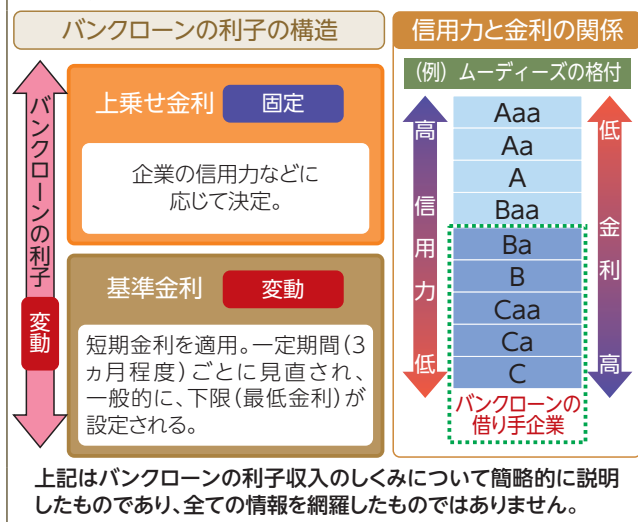 バンクローンの利子の構造
バンクローンの利子
変動
上乗せ金利 固定
企業の信用力などに
応じて決定。
基準金利 変動
短期金利を適用。一定期間(3
ヵ月程度)ごとに見直され、
一般的に、下限(最低金利)が
設定される。
信用力と金利の関係
(例) ムーディーズの格付
高 信用力 低
Aaa
Aa
A
Baa
Ba
B
Caa
Ca
C
低 金利 高
バンクローンの
借り手企業
上記はバンクローンの利子収入のしくみについて簡略的に説明
したものであり、全ての情報を網羅したものではありません。